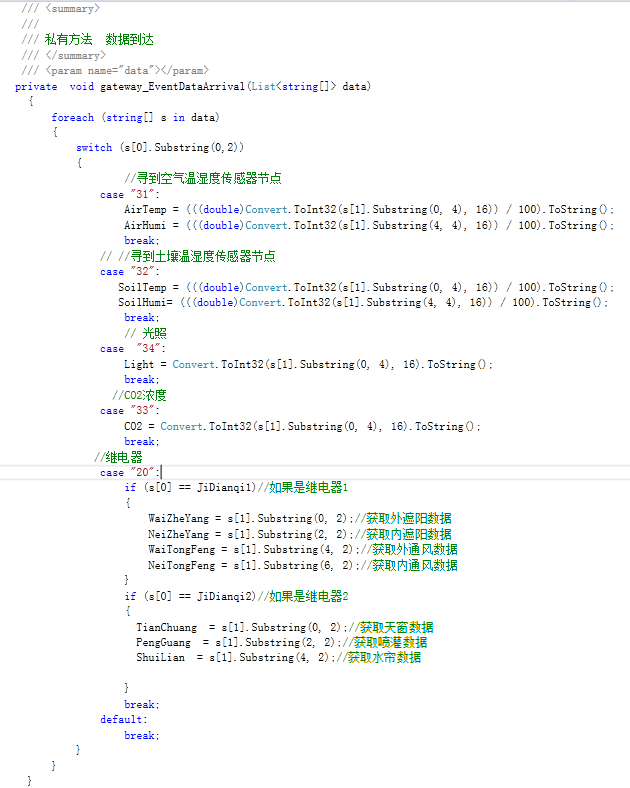 /// <summary>
///
/// 私有方法  数据到达
/// </summary>
/// <param name="data"></param>
private  void gateway_EventDataArrival(List<string[]> data)
{
foreach (string[] s in data)
{
switch (s[0].Substring(0,2))
{
//寻到空气温湿度传感器节点
case "31":
AirTemp = (((double)Convert.ToInt32(s[1].Substring(0, 4), 16)) / 100).ToString();
AirHumi = (((double)Convert.ToInt32(s[1].Substring(4, 4), 16)) / 100).ToString();
break;
// //寻到土壤温湿度传感器节点
case "32":
SoilTemp = (((double)Convert.ToInt32(s[1].Substring(0, 4), 16)) / 100).ToString();
SoilHumi= (((double)Convert.ToInt32(s[1].Substring(4, 4), 16)) / 100).ToString();
break;
// 光照
case  "34":
Light = Convert.ToInt32(s[1].Substring(0, 4), 16).ToString();
break;
//CO2浓度
case "33":
CO2 = Convert.ToInt32(s[1].Substring(0, 4), 16).ToString();
break;
//继电器
case "20":
if (s[0] == JiDianqi1)//如果是继电器1
{
WaiZheYang = s[1].Substring(0, 2);//获取外遮阳数据
NeiZheYang = s[1].Substring(2, 2);//获取内遮阳数据
WaiTongFeng = s[1].Substring(4, 2);//获取外通风数据
NeiTongFeng = s[1].Substring(6, 2);//获取内通风数据
}
if (s[0] == JiDianqi2)//如果是继电器2
{
TianChuang  = s[1].Substring(0, 2);//获取天窗数据
PengGuang  = s[1].Substring(2, 2);//获取喷灌数据
ShuiLian  = s[1].Substring(4, 2);//获取水帘数据
}
break;
default:
break;
}
}
}